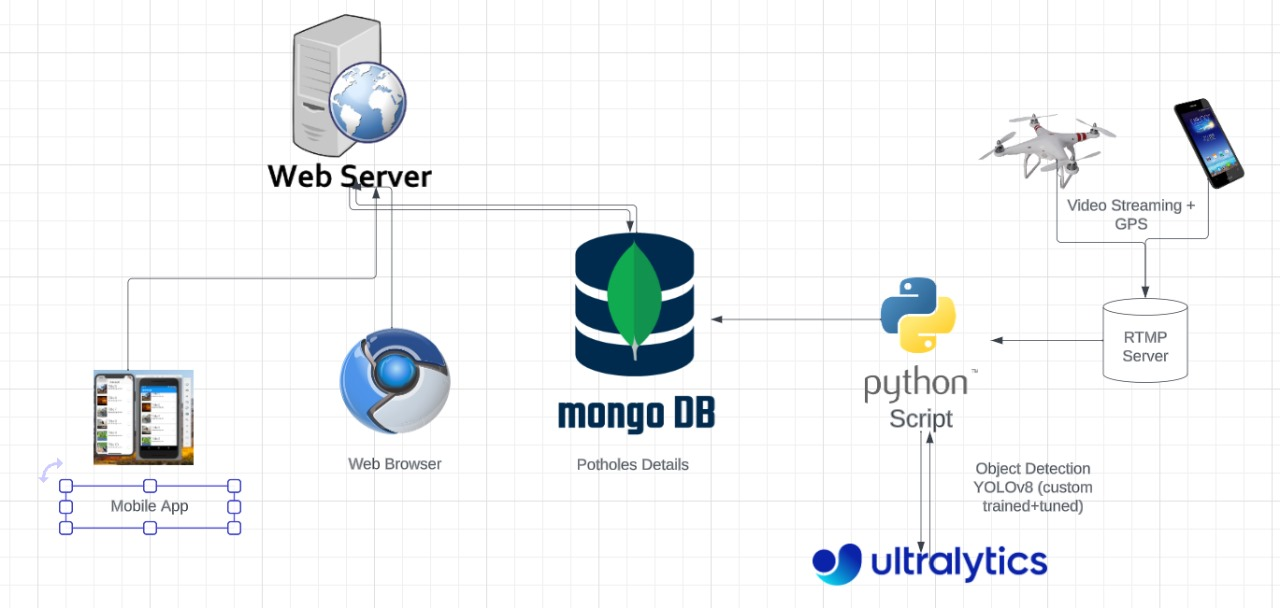 Web Server
Video Streaming +
GPS
RTMP
Server
python™
Script
mongo DB
Web Browser
Potholes Details
Object Detection
YOLOv8 (custom
trained+tuned)
Mobile App
ultralytics